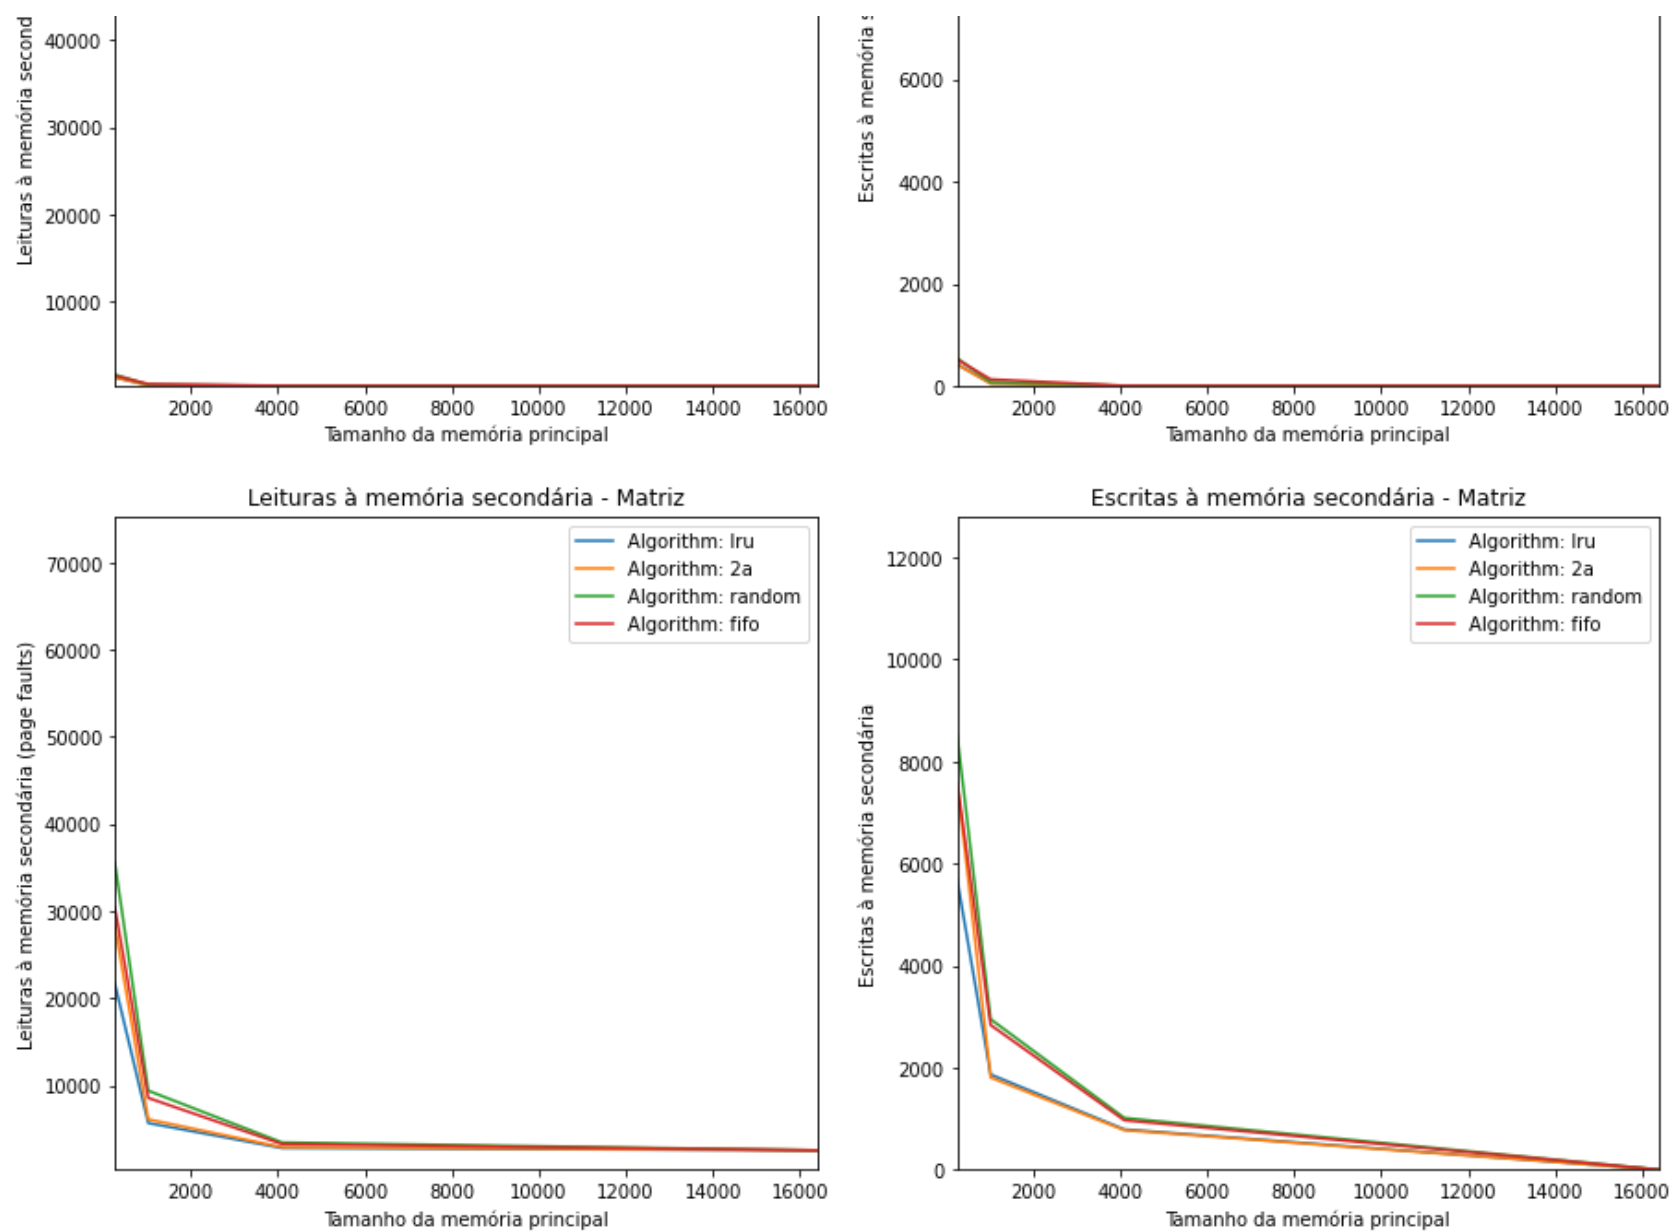 Leituras à memória second
40000
30000
20000
10000
2000 4000 6000 8000 10000 12000 14000 16000
Tamanho da memória principal
Escritas à memória
6000
4000
2000
0
2000 4000 6000 8000 10000 12000 14000 16000
Tamanho da memória principal
Leituras à memória secondária - Matriz
Leituras à memória secondária (page faults)
70000
60000
50000
40000
30000
20000
10000
Algorithm: lru
Algorithm: 2a
Algorithm: random
Algorithm: fifo
2000 4000 6000 8000 10000 12000 14000 16000
Tamanho da memória principal
Escritas à memória secondária - Matriz
Escritas à memória secondária
12000
10000
8000
6000
4000
2000
0
Algorithm: lru
Algorithm: 2a
Algorithm: random
Algorithm: fifo
2000 4000 6000 8000 10000 12000 14000 16000
Tamanho da memória principal